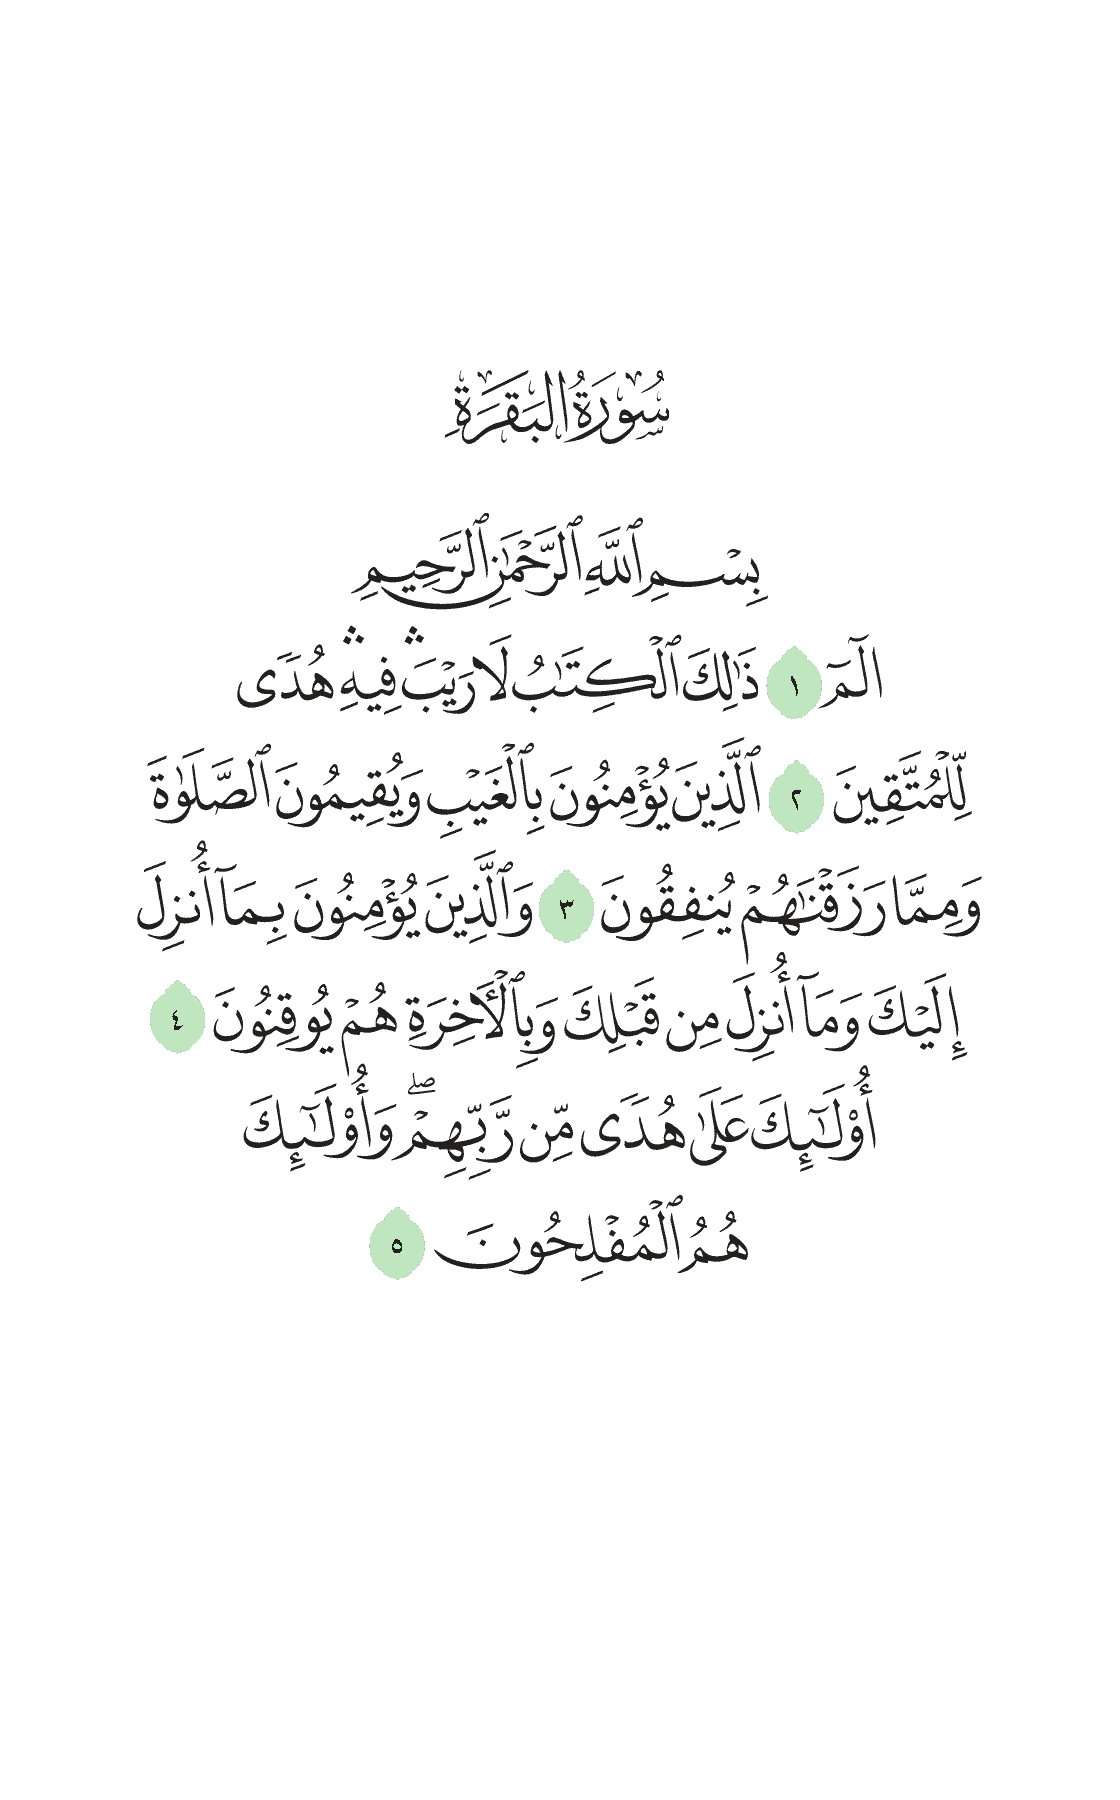 سُورَةُ البَقَرَةِ
بِسۡمِ ٱللَّهِ ٱلرَّحۡمَٰنِ ٱلرَّحِيمِ
الٓمٓ ١ ذَٰلِكَ ٱلۡكِتَٰبُ لَا رَيۡبَۛ فِيهِۛ هُدٗى
لِّلۡمُتَّقِينَ ٢ ٱلَّذِينَ يُؤۡمِنُونَ بِٱلۡغَيۡبِ وَيُقِيمُونَ ٱلصَّلَوٰةَ
وَمِمَّا رَزَقۡنَٰهُمۡ يُنفِقُونَ ٣ وَٱلَّذِينَ يُؤۡمِنُونَ بِمَآ أُنزِلَ
إِلَيۡكَ وَمَآ أُنزِلَ مِن قَبۡلِكَ وَبِٱلۡأٓخِرَةِ هُمۡ يُوقِنُونَ ٤
أُوْلَٰٓئِكَ عَلَىٰ هُدٗى مِّن رَّبِّهِمۡۖ وَأُوْلَٰٓئِكَ
هُمُ ٱلۡمُفۡلِحُونَ ٥